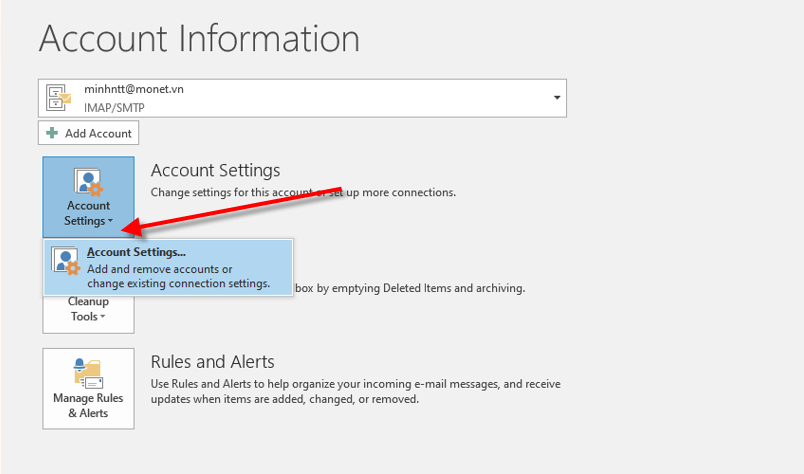 Account Information
minhntt@monet.vn
IMAP/SMTP
Add Account
Account
Settings
Account Settings
Change settings for this account or set up more connections.
Account Settings...
Add and remove accounts or
change existing connection settings.
box by emptying Deleted Items and archiving.
Cleanup
Tools
Manage Rules
& Alerts
Rules and Alerts
Use Rules and Alerts to help organize your incoming e-mail messages, and receive
updates when items are added, changed, or removed.